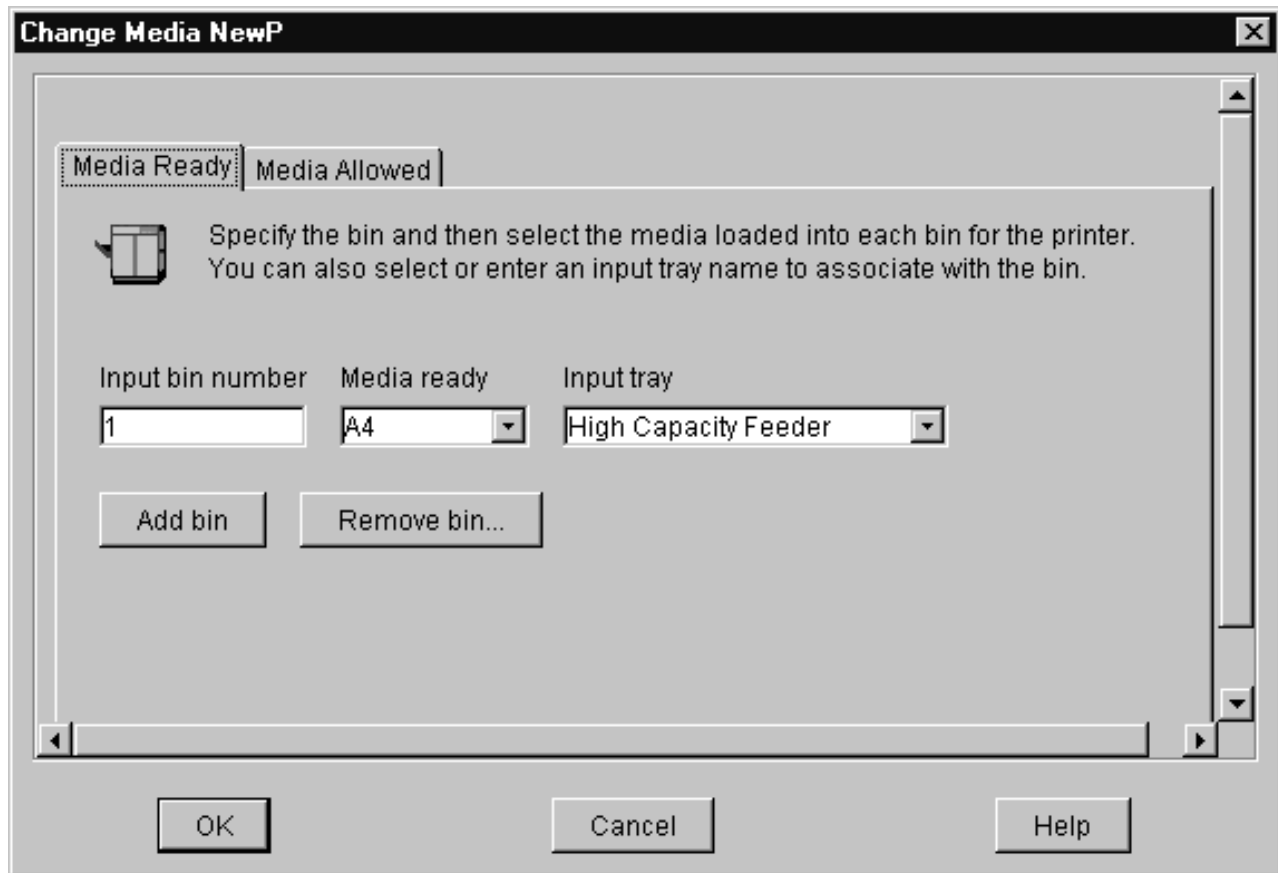 Change Media NewP
Media Ready Media Allowed
Specify the bin and then select the media loaded into each bin for the printer.
You can also select or enter an input tray name to associate with the bin.
Input bin number Media ready Input tray
1 A4 High Capacity Feeder
Add bin Remove bin...
OK Cancel Help